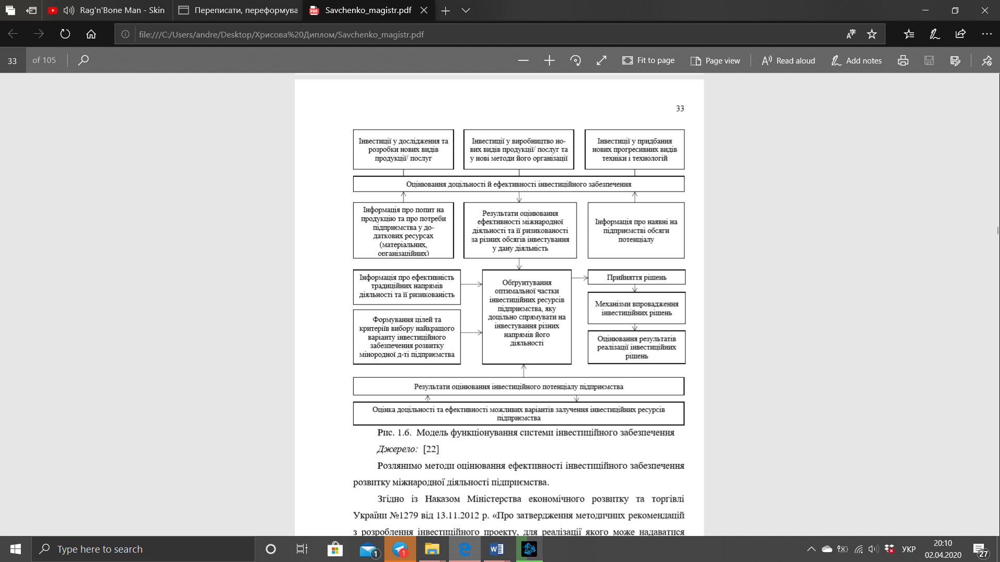 Rag'n'Bone Man - Skin
Переписати, переформува
Savchenko_magistr.pdf
file:///C:/Users/andre/Desktop/Хрисова%20Диплом/Savchenko_magistr.pdf
33
of 105
Fit to page
Page view
Read aloud
Add notes
33
Інвестиції у дослідження та
розробки нових видів
продукції/ послуг
Інвестиції у виробництво но-
вих видів продукції/ послуг та
у нові методи його організації
Інвестиції у придбання
нових прогресивних видів
техніки і технологій
Оцінювання доцільності й ефективності інвестиційного забезпечення
Інформація про попит на
продукцію та про потреби
підприємства у до-
даткових ресурсах
(матеріальних,
організаційних)
Результати оцінювання
ефективності міжнародної
діяльності та її ризикованості
за різних обсягів інвестування
у дану діяльність
Інформація про наявні на
підприємстві обсяги
потенціалу
Інформація про ефективність
традиційних напрямів
діяльності та її ризикованість
Формування цілей та
критеріїв вибору найкращого
варіанту інвестиційного
забезпечення розвитку
мінородної д-ті підприємства
Обґрунтування
оптимальної частки
інвестиційних ресурсів
підприємства, яку
доцільно спрямувати на
інвестування різних
напрямів його
діяльності
Прийняття рішень
Механізми впровадження
інвестиційних рішень
Оцінювання результатів
реалізації інвестиційних
рішень
Результати оцінювання інвестиційного потенціалу підприємства
Оцінка доцільності та ефективності можливих варіантів залучення інвестиційних ресурсів
підприємства
Рис. 1.6. Модель функціонування системи інвестиційного забезпечення
Джерело: [22]
Розлянимо методи оцінювання ефективності інвестиційного забезпечення
розвитку міжнародної діяльності підприємства.
Згідно із Наказом Міністерства економічного розвитку та торгівлі
України №1279 від 13.11.2012 р. «Про затвердження методичних рекомендацій
з розроблення інвестиційного проекту, для реалізації якого може надаватися
Type here to search
1
1
УКР
20:10
02.04.2020
27